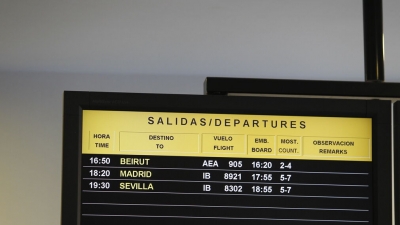 SALIDAS/DEPARTURES
HORA DESTINO VUELO EMB. MOST. OBSERVACION
TIME TO FLIGHT BOARD COUNT. REMARKS
16:50 BEIRUT AEA 905 16:20 2-4
18:20 MADRID IB 8921 17:55 5-7
19:30 SEVILLA IB 8302 18:55 5-7